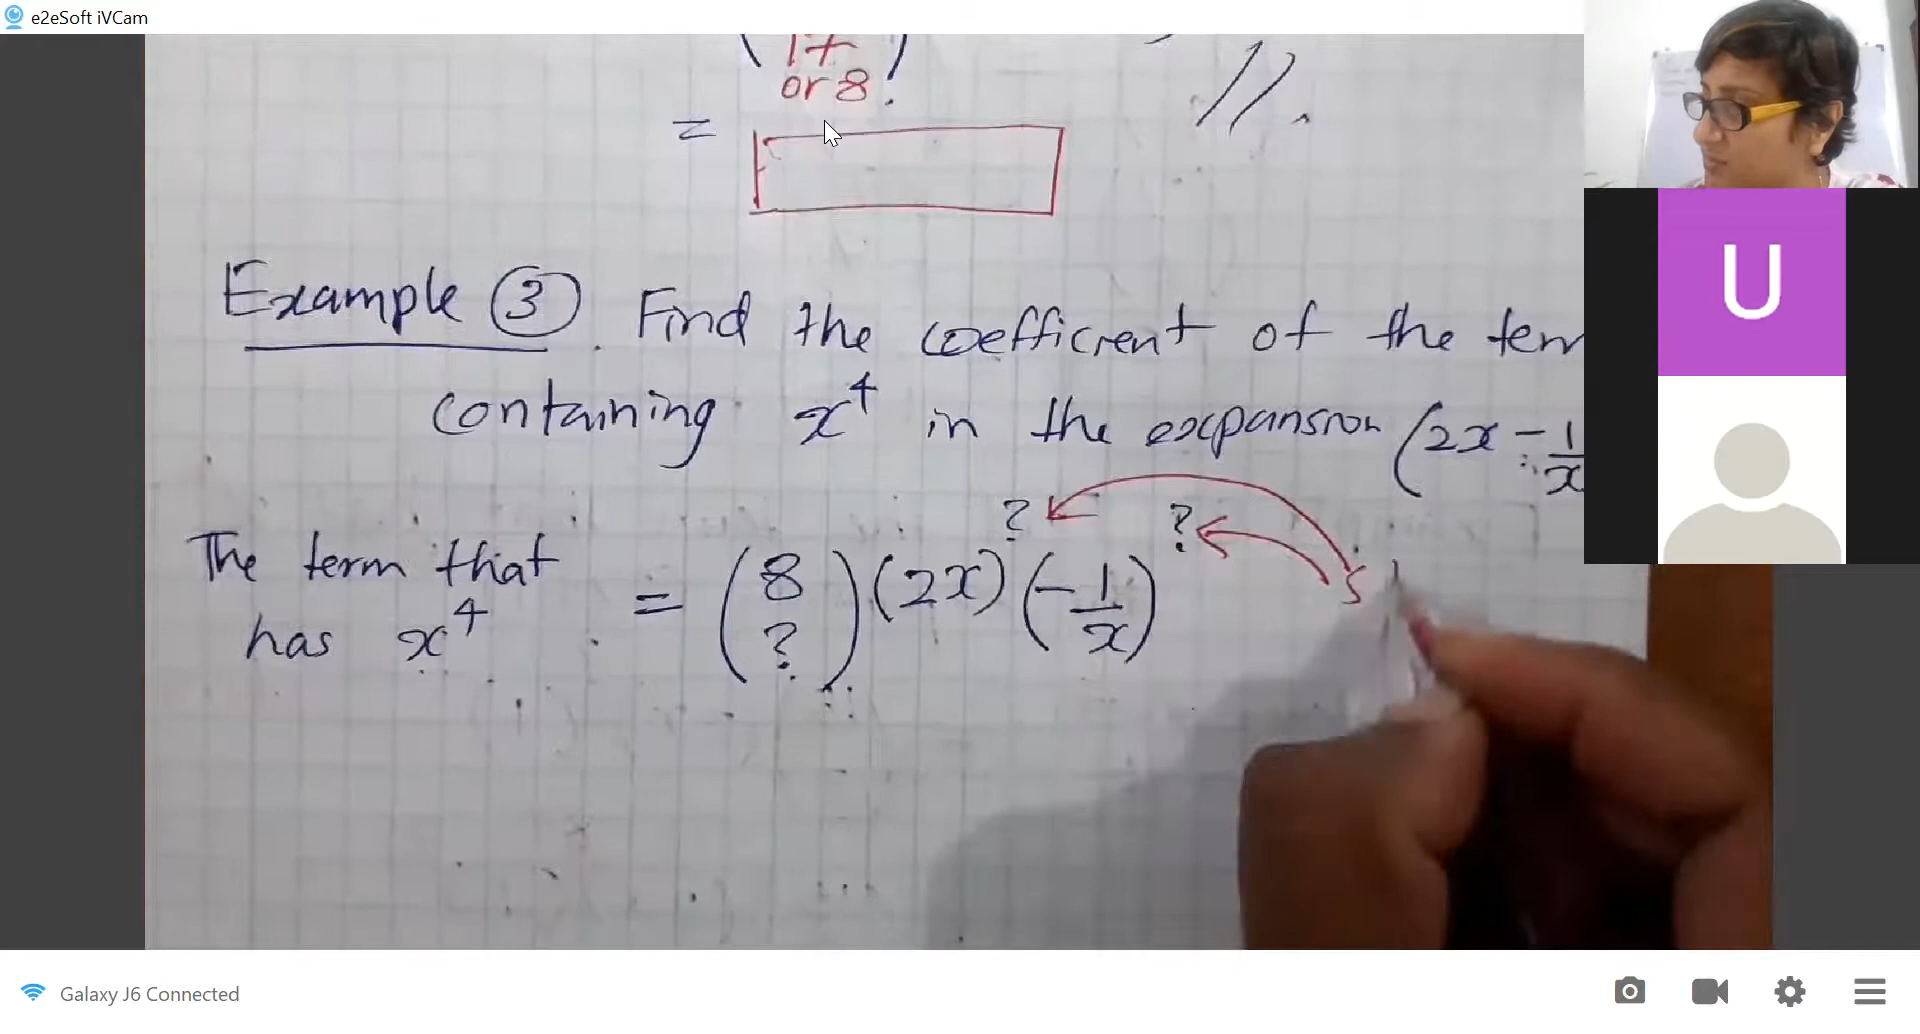 e2eSoft iVCam
or 8
=
Example ③. Find the coefficient of the term
containing x⁴ in the expansion (2x - 1/x
The term that has x⁴ = (8 ?) (2x)^? (-1/x)^?
U
Galaxy J6 Connected